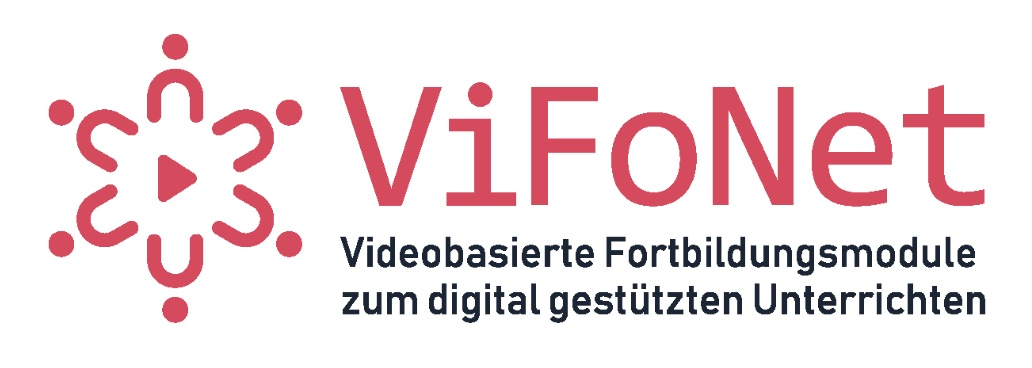 ViFoNet
Videobasierte Fortbildungsmodule
zum digital gestützten Unterrichten